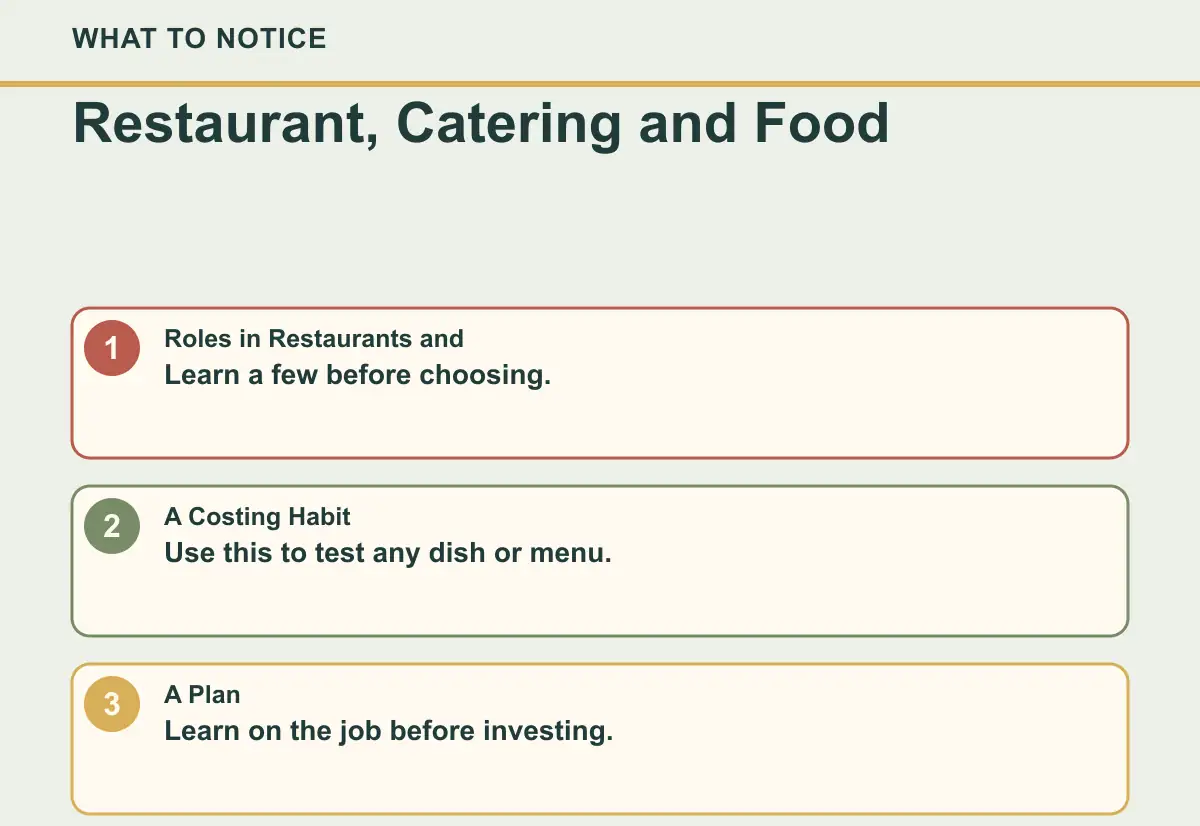 WHAT TO NOTICE
Restaurant, Catering and Food
1
Roles in Restaurants and
Learn a few before choosing.
2
A Costing Habit
Use this to test any dish or menu.
3
A Plan
Learn on the job before investing.